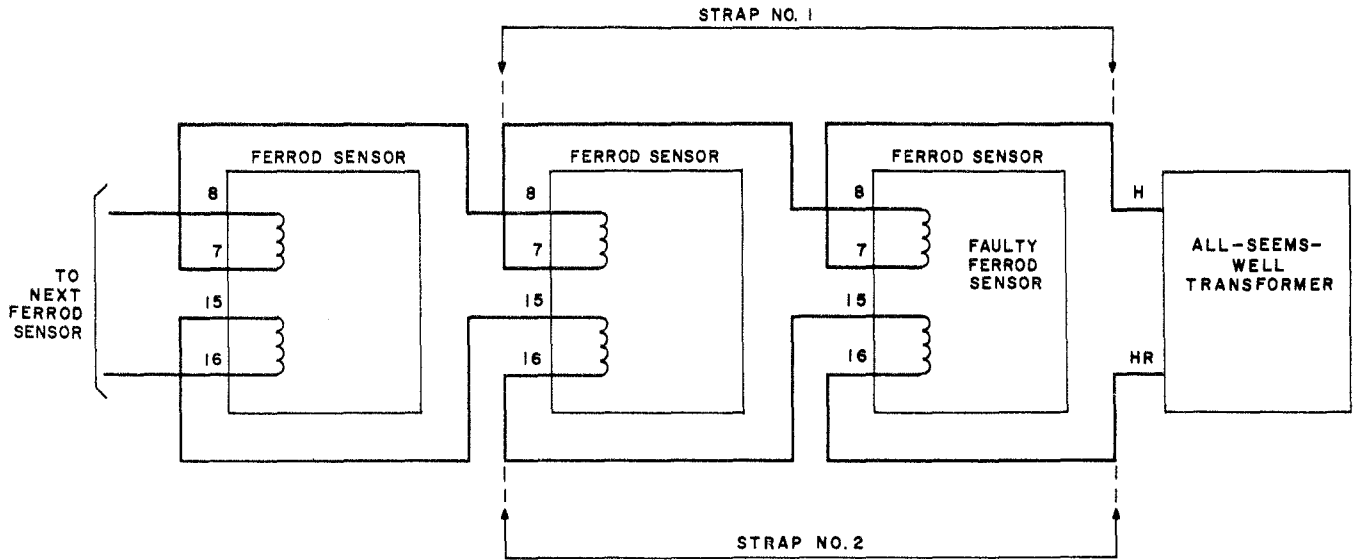 STRAP NO. 1
FERROD SENSOR
FERROD SENSOR
FERROD SENSOR
8
7
15
16
8
7
15
16
8
7
15
16
TO
NEXT
FERROD
SENSOR
FAULTY
FERROD
SENSOR
H
HR
ALL-SEEMS-
WELL
TRANSFORMER
STRAP NO. 2